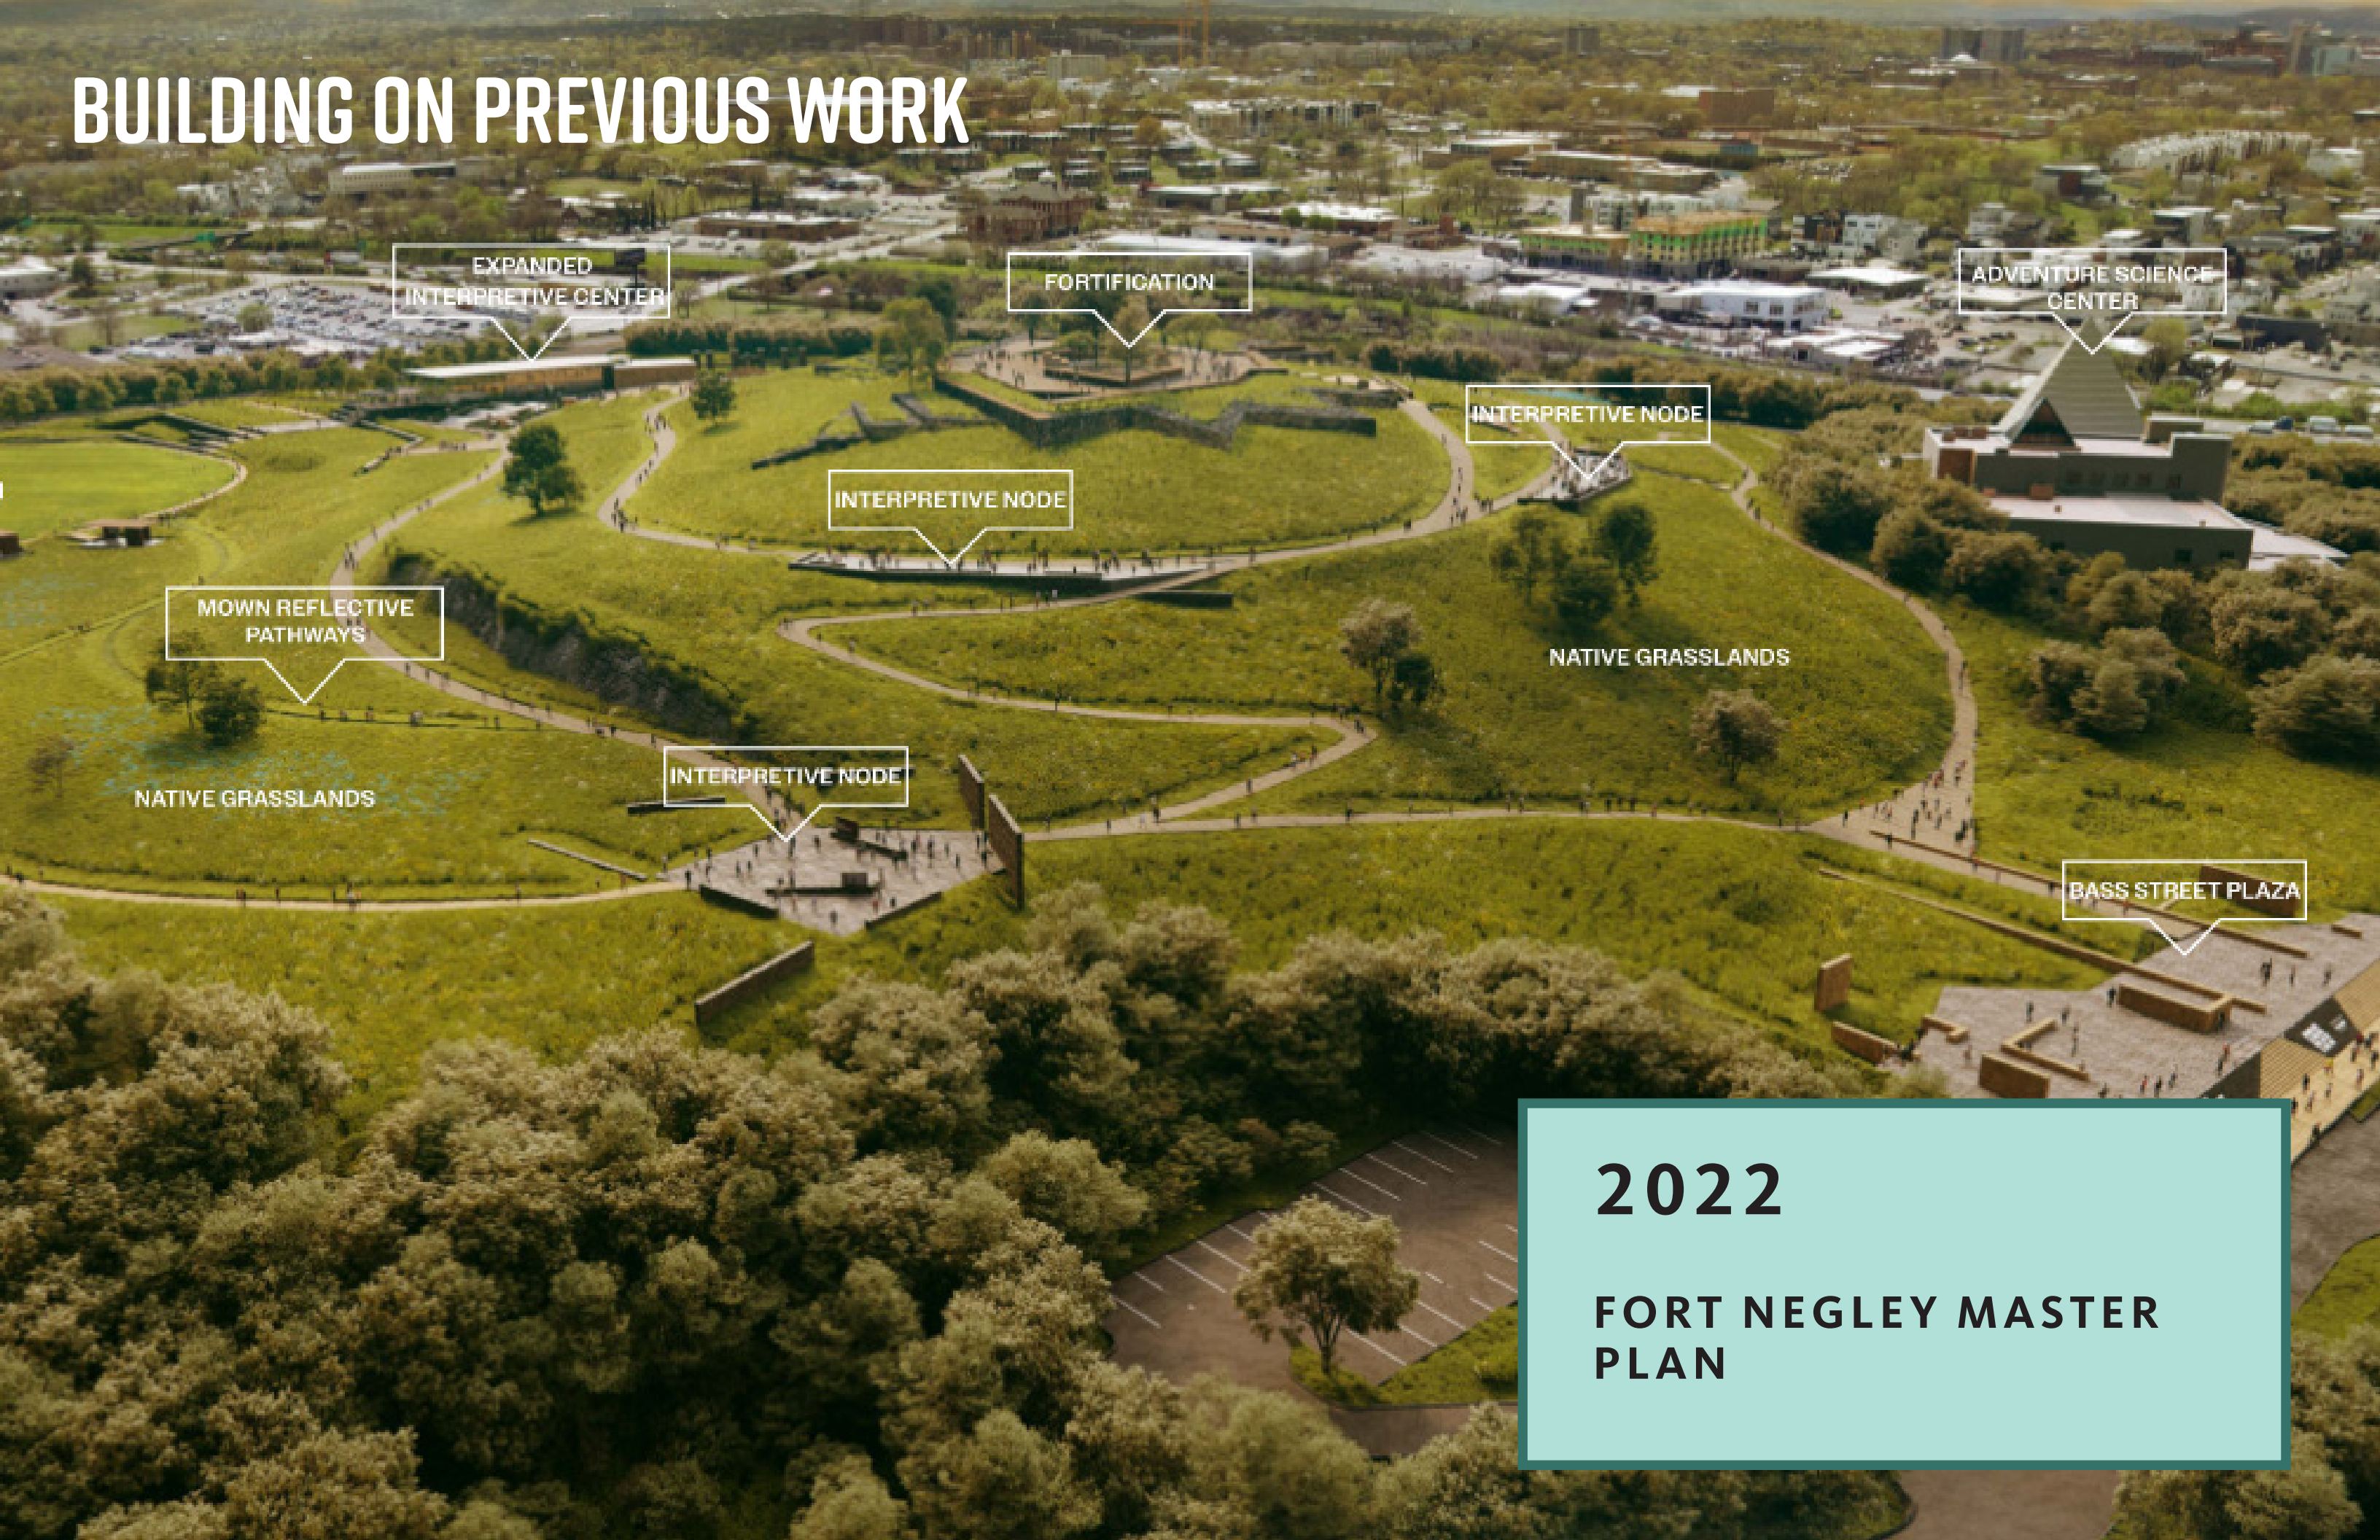 BUILDING ON PREVIOUS WORK
EXPANDED
INTERPRETIVE CENTER
FORTIFICATION
ADVENTURE SCIENCE
CENTER
INTERPRETIVE NODE
INTERPRETIVE NODE
MOWN REFLECTIVE
PATHWAYS
NATIVE GRASSLANDS
INTERPRETIVE NODE
NATIVE GRASSLANDS
BASS STREET PLAZA
2022
FORT NEGLEY MASTER
PLAN